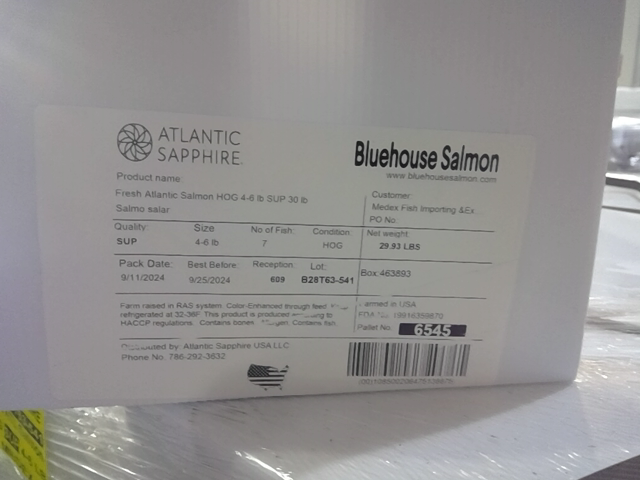 ATLANTIC
SAPPHIRE
Bluehouse Salmon
www.bluehousesalmon.com
Product name:
Fresh Atlantic Salmon HOG 4-6 lb SUP 30 lb
Salmo salar
Customer:
Medex Fish Importing &Ex.
PO No:
Quality: Size No of Fish: Condition: Net weight:
SUP 4-6 lb 7 HOG 29.93 LBS
Pack Date: Best Before: Reception: Lot: Box:463893
9/11/2024 9/25/2024 609 B28T63-541
Farm raised in RAS system. Color-Enhanced through feed.
refrigerated at 32-36F. This product is produced
HACCP regulations. Contains bones. Contains fish.
Farmed in USA
Pallet No. 6545
by: Atlantic Sapphire USA LLC
Phone No. 786-292-3632